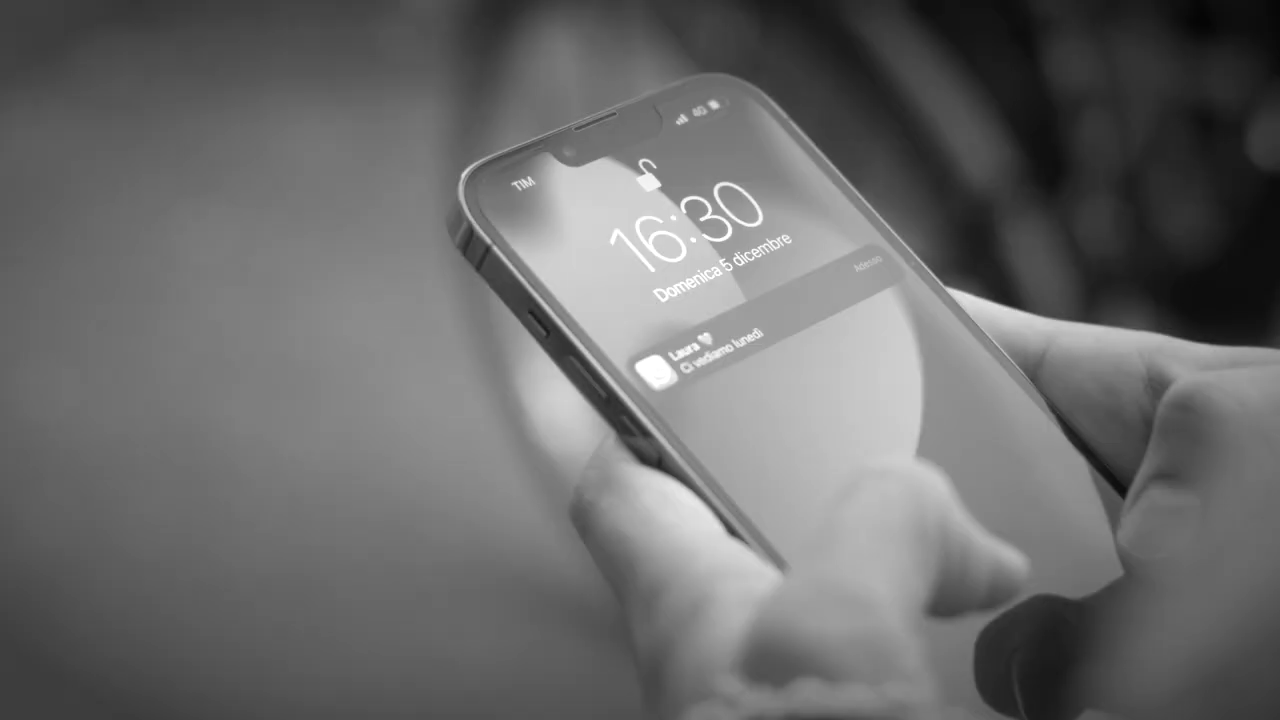 TIM 4G
16:30
Domenica 5 dicembre
Adesso
Laura 🤍
Ci vediamo lunedì